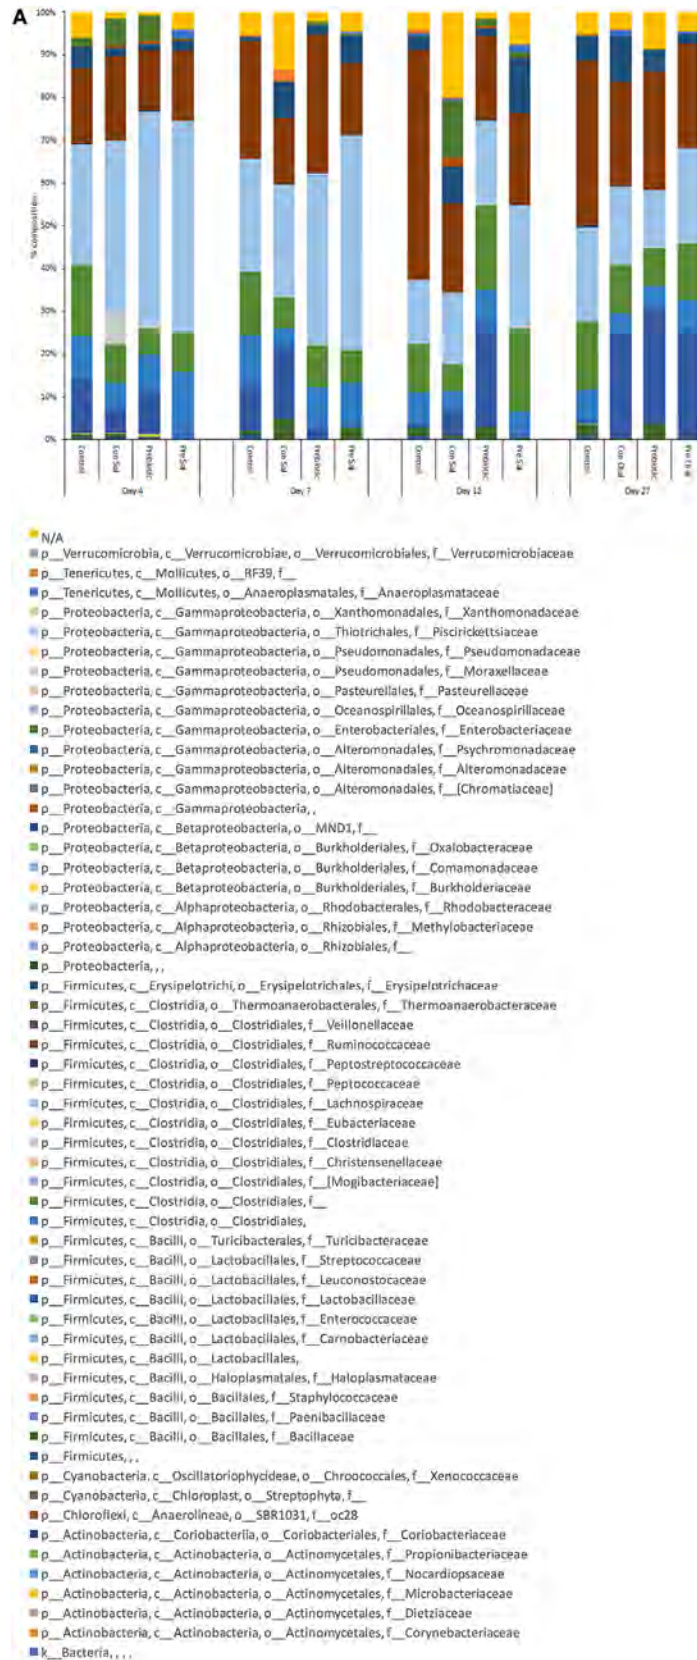 A
100%
90%
80%
70%
60%
50%
40%
30%
20%
10%
0%
% composition
Control
Con Sal
Prebiotic
Pre Sal
Control
Con Sal
Prebiotic
Pre Sal
Control
Con Sal
Prebiotic
Pre Sal
Control
Con Chal
Prebiotic
Pre Chal
Day 4
Day 7
Day 12
Day 27
N/A
p__Verrucomicrobia, c__Verrucomicrobiae, o__Verrucomicrobiales, f__Verrucomicrobiaceae
p__Tenericutes, c__Mollicutes, o__RF39, f__
p__Tenericutes, c__Mollicutes, o__Anaeroplasmatales, f__Anaeroplasmataceae
p__Proteobacteria, c__Gammaproteobacteria, o__Xanthomonadales, f__Xanthomonadaceae
p__Proteobacteria, c__Gammaproteobacteria, o__Thiotrichales, f__Piscirickettsiaceae
p__Proteobacteria, c__Gammaproteobacteria, o__Pseudomonadales, f__Pseudomonadaceae
p__Proteobacteria, c__Gammaproteobacteria, o__Pseudomonadales, f__Moraxellaceae
p__Proteobacteria, c__Gammaproteobacteria, o__Pasteurellales, f__Pasteurellaceae
p__Proteobacteria, c__Gammaproteobacteria, o__Oceanospirillales, f__Oceanospirillaceae
p__Proteobacteria, c__Gammaproteobacteria, o__Enterobacteriales, f__Enterobacteriaceae
p__Proteobacteria, c__Gammaproteobacteria, o__Alteromonadales, f__Psychromonadaceae
p__Proteobacteria, c__Gammaproteobacteria, o__Alteromonadales, f__Alteromonadaceae
p__Proteobacteria, c__Gammaproteobacteria, o__Alteromonadales, f__[Chromatiaceae]
p__Proteobacteria, c__Gammaproteobacteria, ,
p__Proteobacteria, c__Betaproteobacteria, o__MND1, f__
p__Proteobacteria, c__Betaproteobacteria, o__Burkholderiales, f__Oxalobacteraceae
p__Proteobacteria, c__Betaproteobacteria, o__Burkholderiales, f__Comamonadaceae
p__Proteobacteria, c__Betaproteobacteria, o__Burkholderiales, f__Burkholderiaceae
p__Proteobacteria, c__Alphaproteobacteria, o__Rhodobacterales, f__Rhodobacteraceae
p__Proteobacteria, c__Alphaproteobacteria, o__Rhizobiales, f__Methylobacteriaceae
p__Proteobacteria, c__Alphaproteobacteria, o__Rhizobiales, f__
p__Proteobacteria, , ,
p__Firmicutes, c__Erysipelotrichi, o__Erysipelotrichales, f__Erysipelotrichaceae
p__Firmicutes, c__Clostridia, o__Thermoanaerobacterales, f__Thermoanaerobacteraceae
p__Firmicutes, c__Clostridia, o__Clostridiales, f__Veillonellaceae
p__Firmicutes, c__Clostridia, o__Clostridiales, f__Ruminococcaceae
p__Firmicutes, c__Clostridia, o__Clostridiales, f__Peptostreptococcaceae
p__Firmicutes, c__Clostridia, o__Clostridiales, f__Peptococcaceae
p__Firmicutes, c__Clostridia, o__Clostridiales, f__Lachnospiraceae
p__Firmicutes, c__Clostridia, o__Clostridiales, f__Eubacteriaceae
p__Firmicutes, c__Clostridia, o__Clostridiales, f__Clostridiaceae
p__Firmicutes, c__Clostridia, o__Clostridiales, f__Christensenellaceae
p__Firmicutes, c__Clostridia, o__Clostridiales, f__[Mogibacteriaceae]
p__Firmicutes, c__Clostridia, o__Clostridiales, f__
p__Firmicutes, c__Clostridia, o__Clostridiales,
p__Firmicutes, c__Bacilli, o__Turicibacterales, f__Turicibacteraceae
p__Firmicutes, c__Bacilli, o__Lactobacillales, f__Streptococcaceae
p__Firmicutes, c__Bacilli, o__Lactobacillales, f__Leuconostocaceae
p__Firmicutes, c__Bacilli, o__Lactobacillales, f__Lactobacillaceae
p__Firmicutes, c__Bacilli, o__Lactobacillales, f__Enterococcaceae
p__Firmicutes, c__Bacilli, o__Lactobacillales, f__Carnobacteriaceae
p__Firmicutes, c__Bacilli, o__Lactobacillales,
p__Firmicutes, c__Bacilli, o__Haloplasmatales, f__Haloplasmataceae
p__Firmicutes, c__Bacilli, o__Bacillales, f__Staphylococcaceae
p__Firmicutes, c__Bacilli, o__Bacillales, f__Paenibacillaceae
p__Firmicutes, c__Bacilli, o__Bacillales, f__Bacillaceae
p__Firmicutes, , ,
p__Cyanobacteria, c__Oscillatoriophycideae, o__Chroococcales, f__Xenococcaceae
p__Cyanobacteria, c__Chloroplast, o__Streptophyta, f__
p__Chloroflexi, c__Anaerolineae, o__SBR1031, f__oc28
p__Actinobacteria, c__Coriobacteriia, o__Coriobacteriales, f__Coriobacteriaceae
p__Actinobacteria, c__Actinobacteria, o__Actinomycetales, f__Propionibacteriaceae
p__Actinobacteria, c__Actinobacteria, o__Actinomycetales, f__Nocardiopsaceae
p__Actinobacteria, c__Actinobacteria, o__Actinomycetales, f__Microbacteriaceae
p__Actinobacteria, c__Actinobacteria, o__Actinomycetales, f__Dietziaceae
p__Actinobacteria, c__Actinobacteria, o__Actinomycetales, f__Corynebacteriaceae
k__Bacteria, , , ,